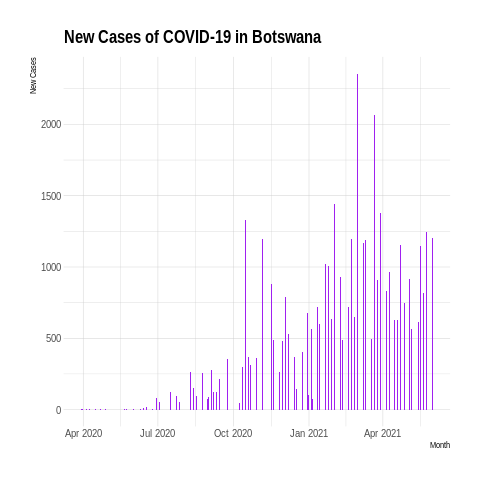 New Cases of COVID-19 in Botswana
New Cases
2000
1500
1000
500
0
Apr 2020 Jul 2020 Oct 2020 Jan 2021 Apr 2021
Month